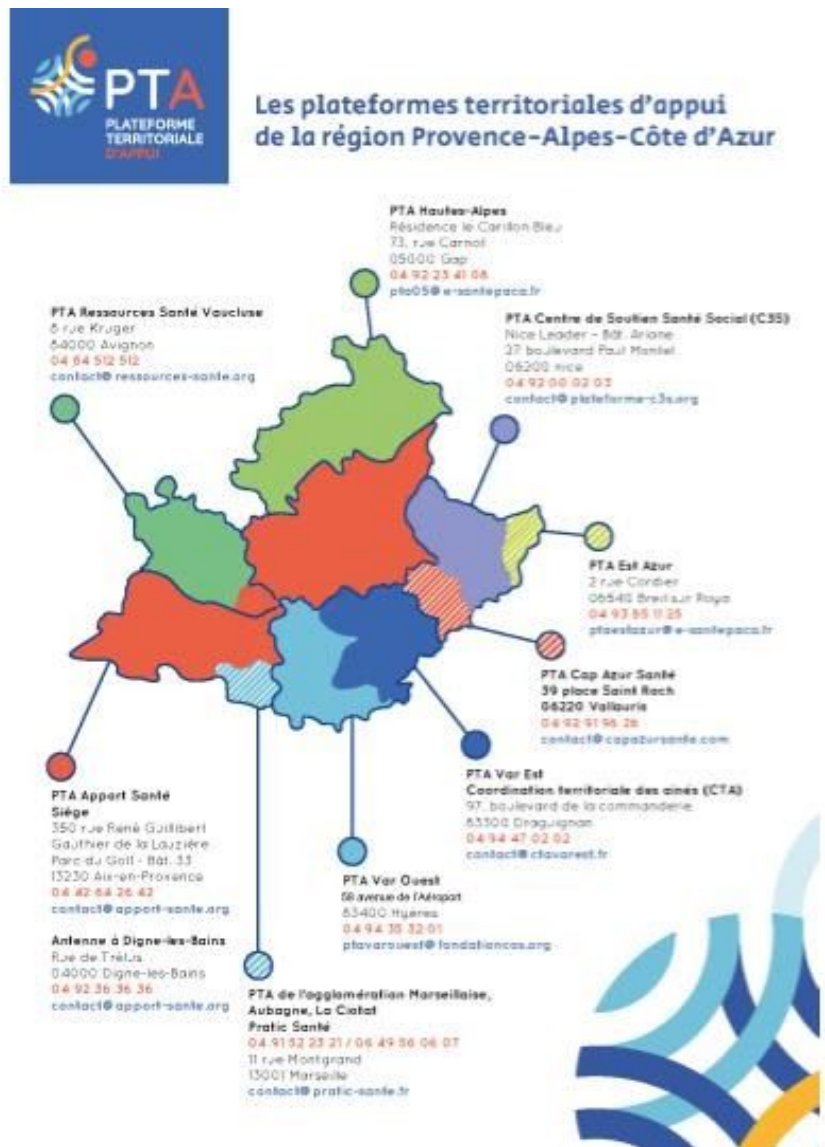 PTA
PLATEFORME
TERRITORIALE
D'APPUI
Les plateformes territoriales d'appui
de la région Provence-Alpes-Côte d'Azur
PTA Hautes-Alpes
Résidence le Carillon Bleu
73, rue Carnot
05000 Gap
04 92 23 41 08
pta05@e-santepaca.fr
PTA Ressources Santé Vaucluse
6 rue Kruger
84000 Avignon
04 84 512 512
contact@ressources-sante.org
PTA Centre de Soutien Santé Social (C3S)
Nice Leader - Bât. Ariane
27 boulevard Paul Montel
06200 nice
04 92 00 02 03
contact@plateforme-c3s.org
PTA Est Azur
2 rue Cordier
06540 Breil sur Roya
04 93 85 11 25
ptaestazur@e-santepaca.fr
PTA Cap Azur Santé
39 place Saint Roch
06220 Vallauris
04 92 91 96 26
contact@capazursante.com
PTA Var Est
Coordination territoriale des ainés (CTA)
97, boulevard de la commanderie
83300 Draguignan
04 94 47 02 02
contact@ctavarest.fr
PTA Apport Santé
Siège
350 rue René Guillibert
Gauthier de la Lauzière
Parc du Golf - Bât. 33
13290 Aix-en-Provence
04 42 64 26 42
contact@apport-sante.org
Antenne à Digne-les-Bains
Rue de Trélus
04000 Digne-les-Bains
04 92 36 36 36
contact@apport-sante.org
PTA Var Ouest
58 avenue de l'Aéroport
83400 Hyères
04 94 35 32 01
ptavarouest@fondationcos.org
PTA de l'agglomération Marseillaise,
Aubagne, La Ciotat
Pratic Santé
04 91 52 23 21 / 06 49 56 06 07
11 rue Montgrand
13001 Marseille
contact@pratic-sante.fr